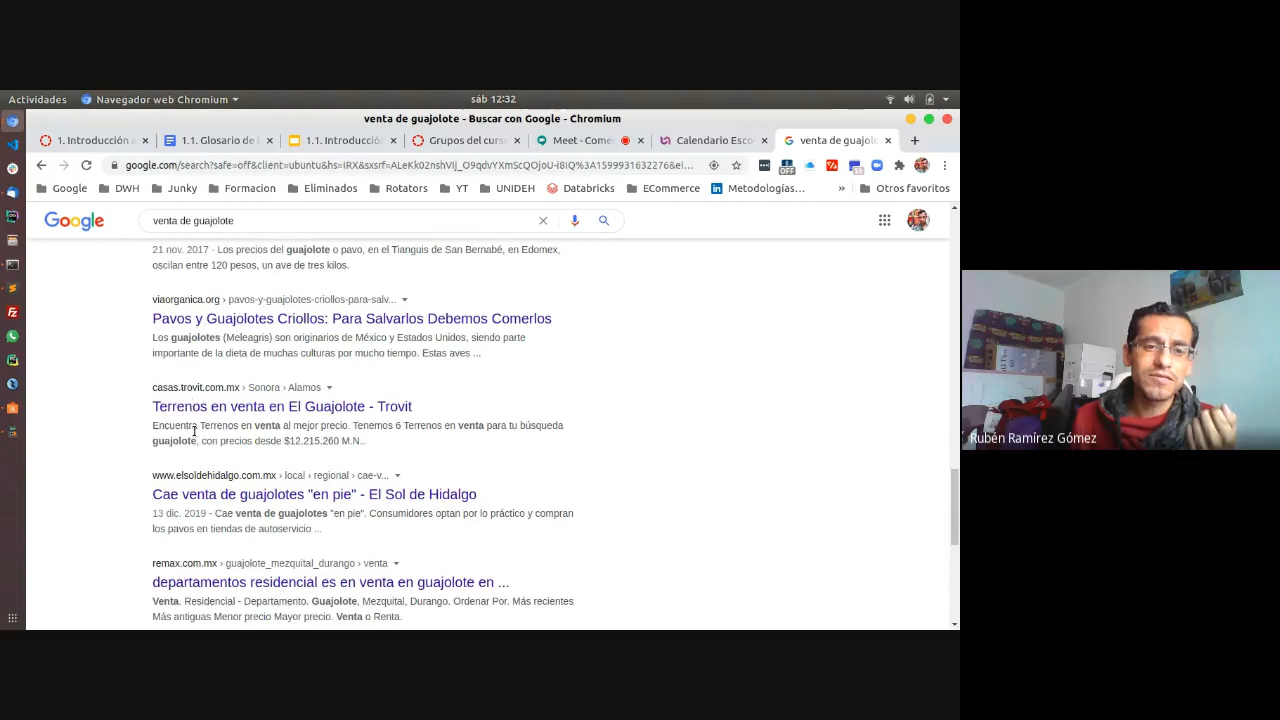 Actividades
Navegador web Chromium
sáb 12:32
venta de guajolote - Buscar con Google - Chromium
1. Introducción
1.1. Glosario de
1.1. Introducción
Grupos del curs
Meet - Come
Calendario Esco
venta de guajolo
google.com/search?safe=off&client=ubuntu&hs=
OFF
Google
DWH
Junky
Formacion
Eliminados
Rotators
YT
UNIDEH
Databricks
ECommerce
Metodologías...
»
Otros favoritos
Google
venta de guajolote
21 nov. 2017 - Los precios del guajolote o pavo, en el Tianguis de San Bernabé, en Edomex,
oscilan entre 120 pesos, un ave de tres kilos.
viaorganica.org › pavos-y-guajolotes-criollos-para-salv...
Pavos y Guajolotes Criollos: Para Salvarlos Debemos Comerlos
Los guajolotes (Meleagris) son originarios de México y Estados Unidos, siendo parte
importante de la dieta de muchas culturas por mucho tiempo. Estas aves ...
casas.trovit.com.mx › Sonora › Alamos
Terrenos en venta en El Guajolote - Trovit
Encuentra Terrenos en venta al mejor precio. Tenemos 6 Terrenos en venta para tu búsqueda
guajolote, con precios desde $12.215.260 M.N..
www.elsoldehidalgo.com.mx › local › regional › cae-v...
Cae venta de guajolotes "en pie" - El Sol de Hidalgo
13 dic. 2019 - Cae venta de guajolotes "en pie". Consumidores optan por lo práctico y compran
los pavos en tiendas de autoservicio ...
remax.com.mx › guajolote_mezquital_durango › venta
departamentos residencial es en venta en guajolote en ...
Venta. Residencial - Departamento. Guajolote, Mezquital, Durango. Ordenar Por. Más recientes
Más antiguas Menor precio Mayor precio. Venta o Renta.
Rubén Ramírez Gómez